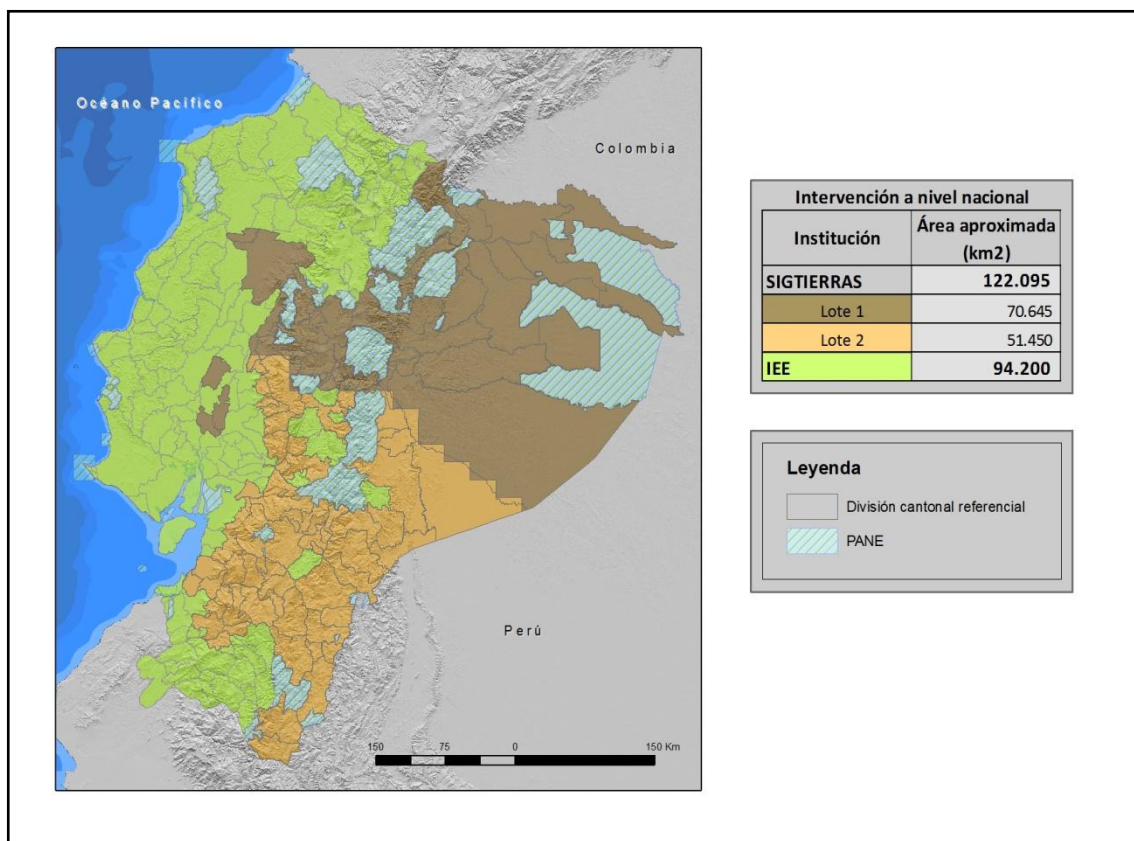 Océano Pacífico
Colombia
Perú
150 75 0 150 Km
Intervención a nivel nacional
Institución Área aproximada (km2)
SIGTIERRAS 122.095
Lote 1 70.645
Lote 2 51.450
IEE 94.200
Leyenda
División cantonal referencial
PANE